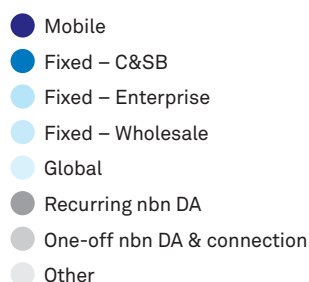 Mobile
Fixed – C&SB
Fixed – Enterprise
Fixed – Wholesale
Global
Recurring nbn DA
One-off nbn DA & connection
Other